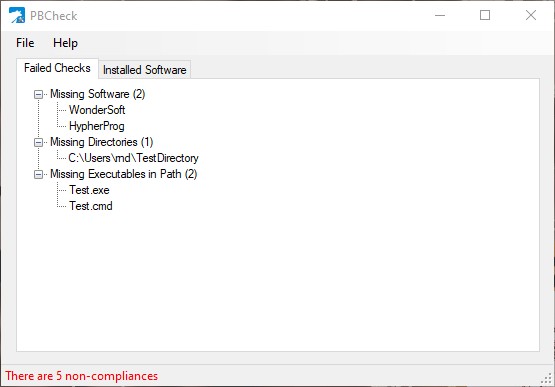 PBCheck
File Help
Failed Checks Installed Software
Missing Software (2)
WonderSoft
HypherProg
Missing Directories (1)
C:\Users\rnd\TestDirectory
Missing Executables in Path (2)
Test.exe
Test.cmd
There are 5 non-compliances